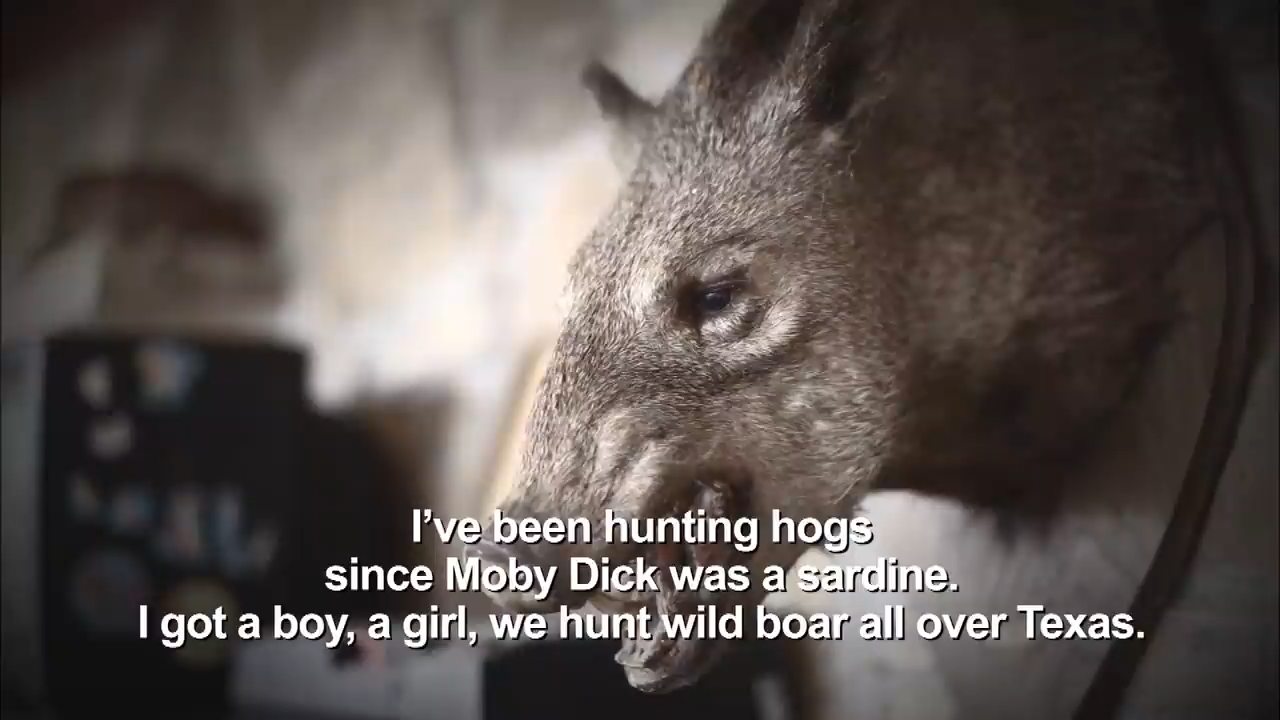 I’ve been hunting hogs
since Moby Dick was a sardine.
I got a boy, a girl, we hunt wild boar all over Texas.